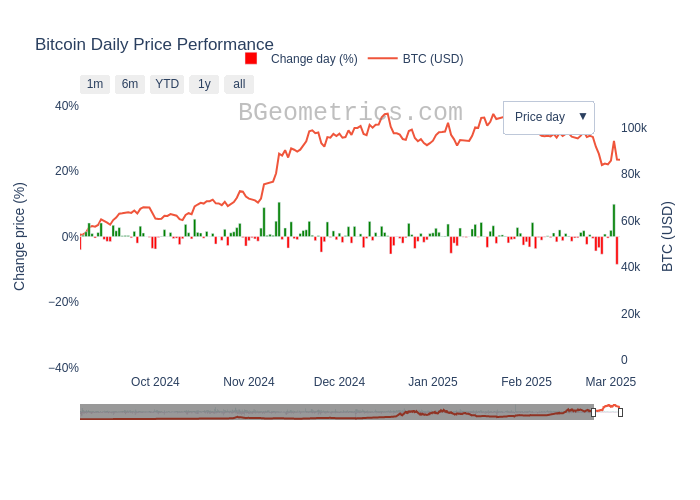 Bitcoin Daily Price Performance
Change day (%) BTC (USD)
1m 6m YTD 1y all
BGeometrics.com
Price day ▼
40%
20%
0%
−20%
−40%
Change price (%)
100k
80k
60k
40k
20k
0
BTC (USD)
Oct 2024 Nov 2024 Dec 2024 Jan 2025 Feb 2025 Mar 2025